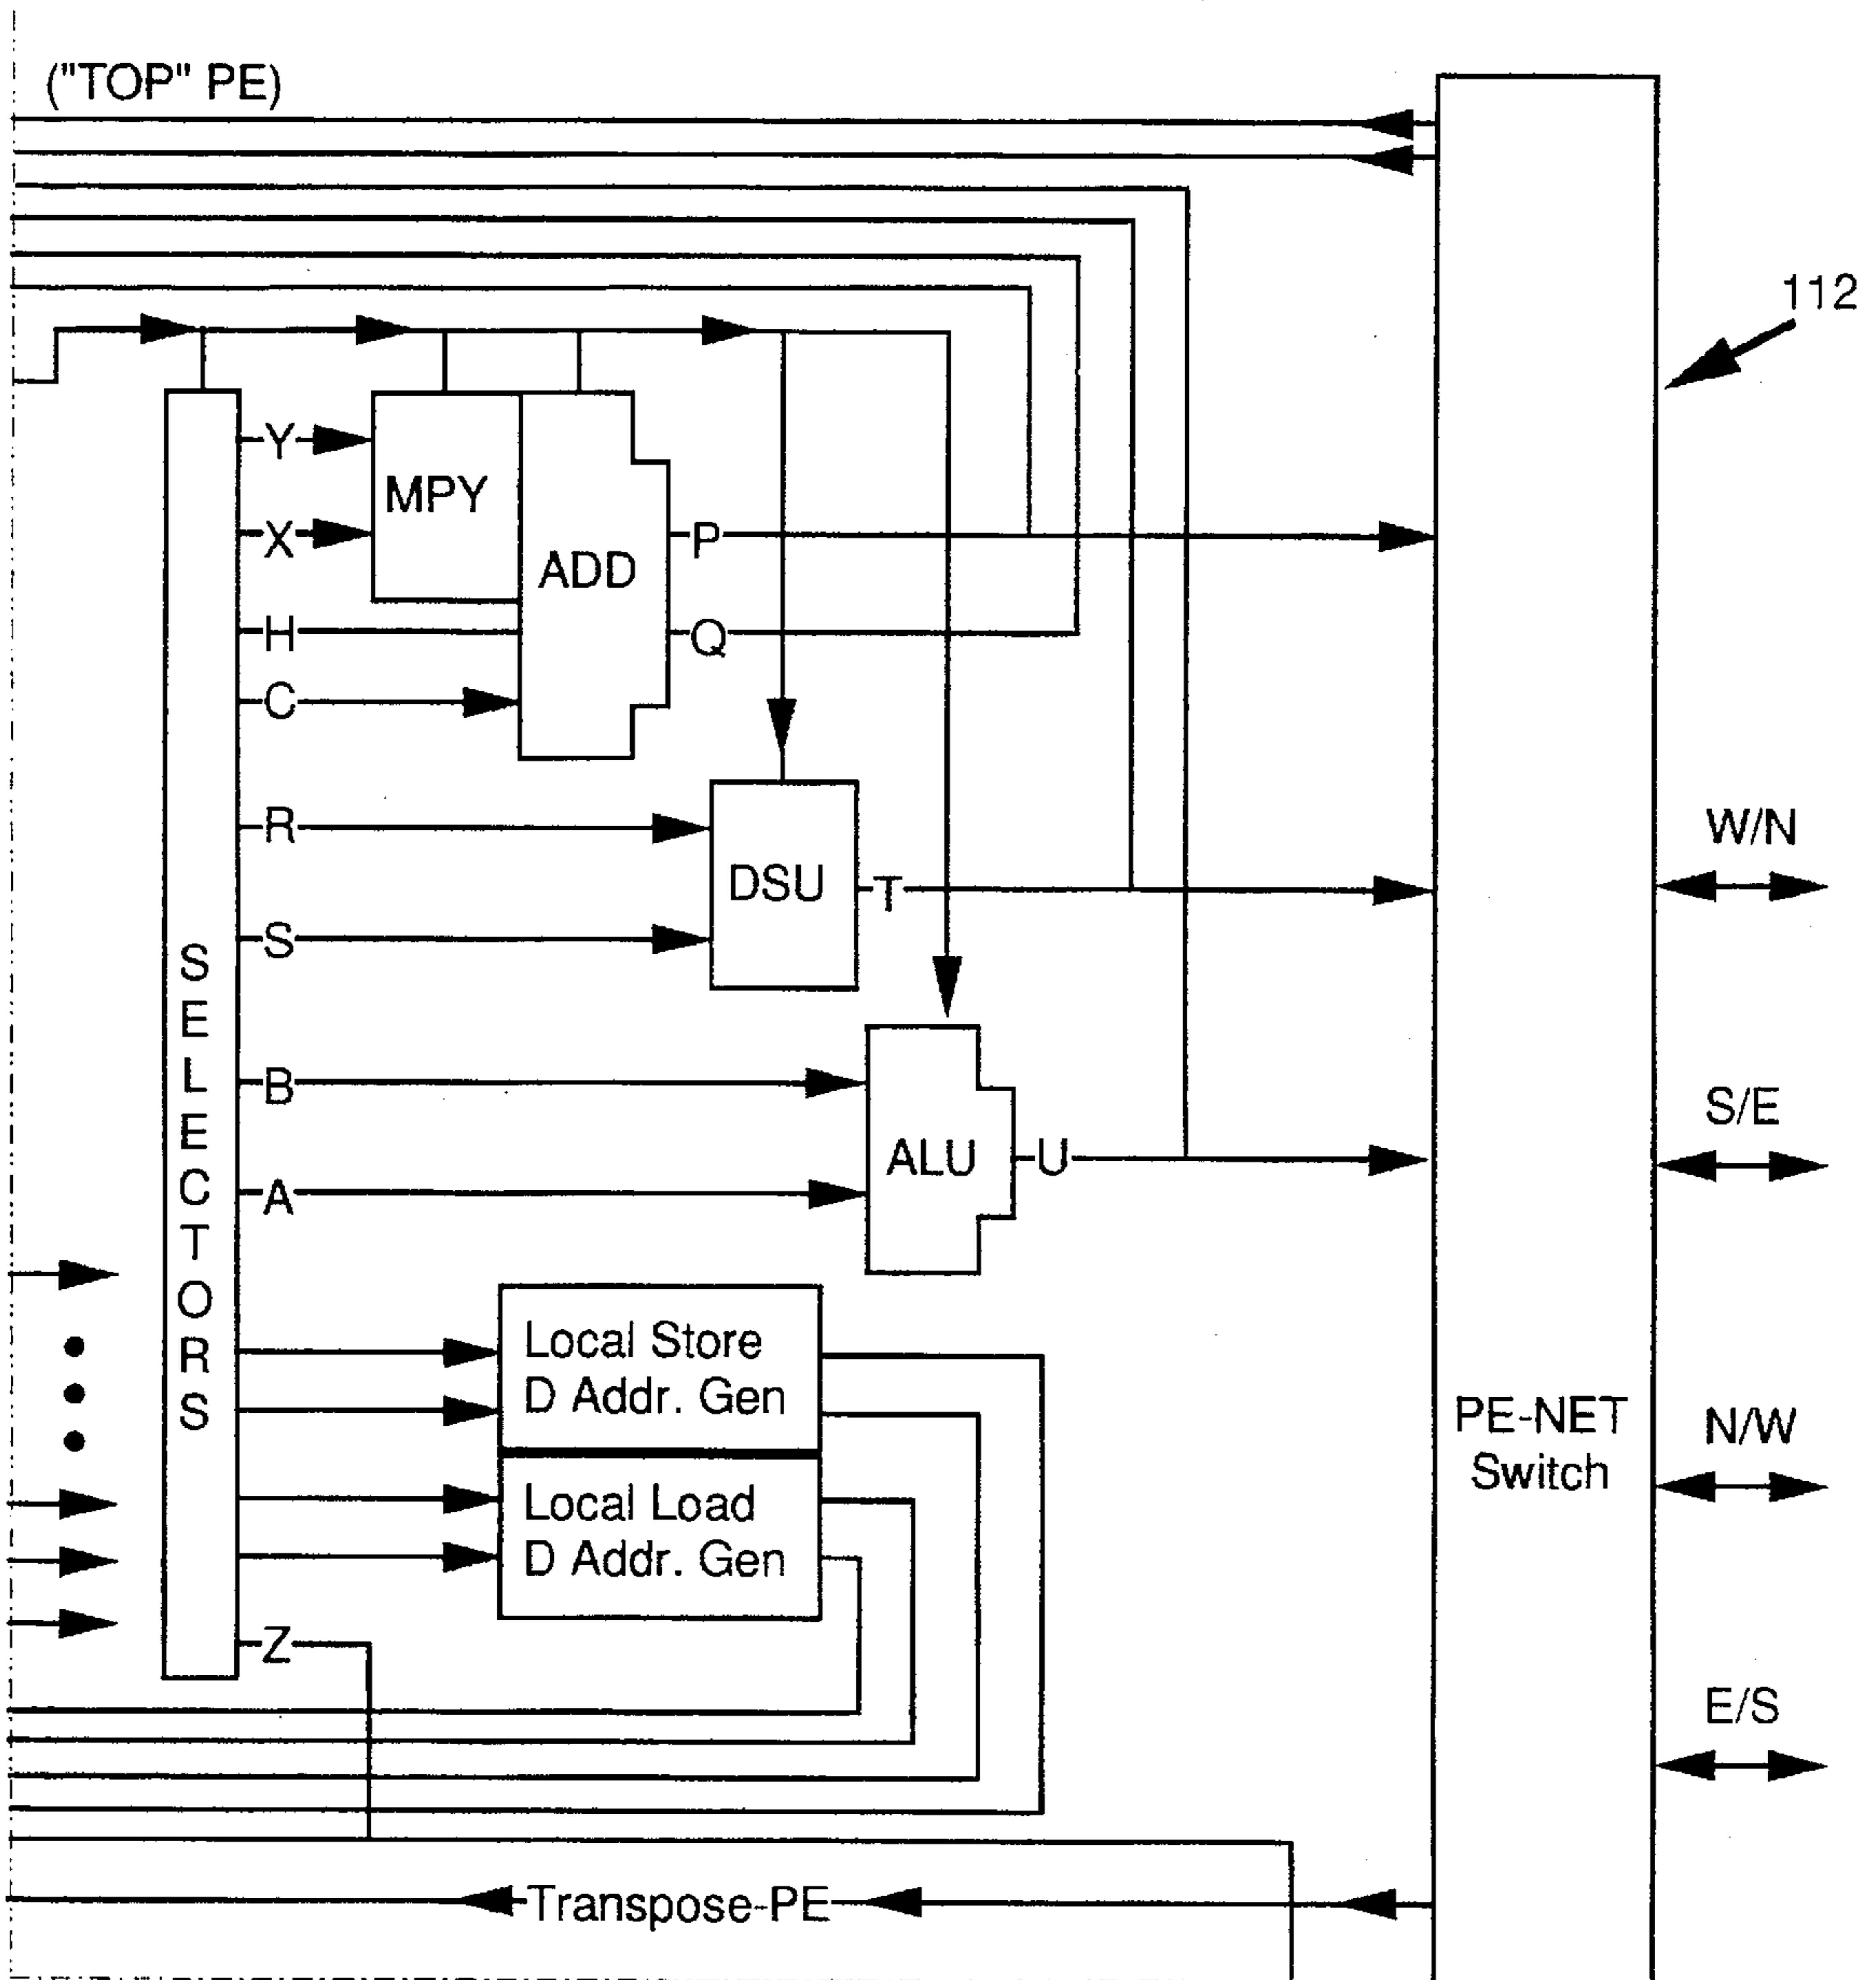 ("TOP" PE)
112
Y
MPY
X
ADD
P
H
Q
C
R
W/N
DSU
T
S
SELECTORS
B
S/E
ALU
U
A
Local Store
D Addr. Gen
PE-NET
Switch
N/W
Local Load
D Addr. Gen
Z
E/S
Transpose-PE